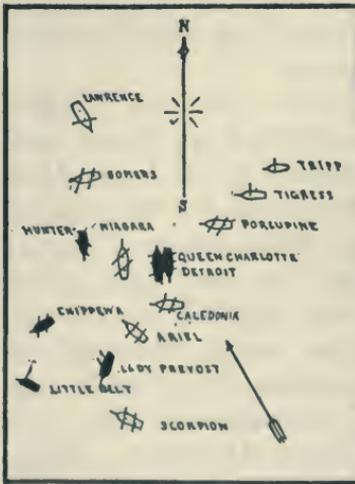 N
LAWRENCE
TRIPP
SOMERS
TIGRESS
S
PORCUPINE
HUNTER NIAGARA
QUEEN CHARLOTTE
DETROIT
CHIPPEWA
CALEDONIA
ARIEL
LADY PREVOST
LITTLE BELT
SCORPION